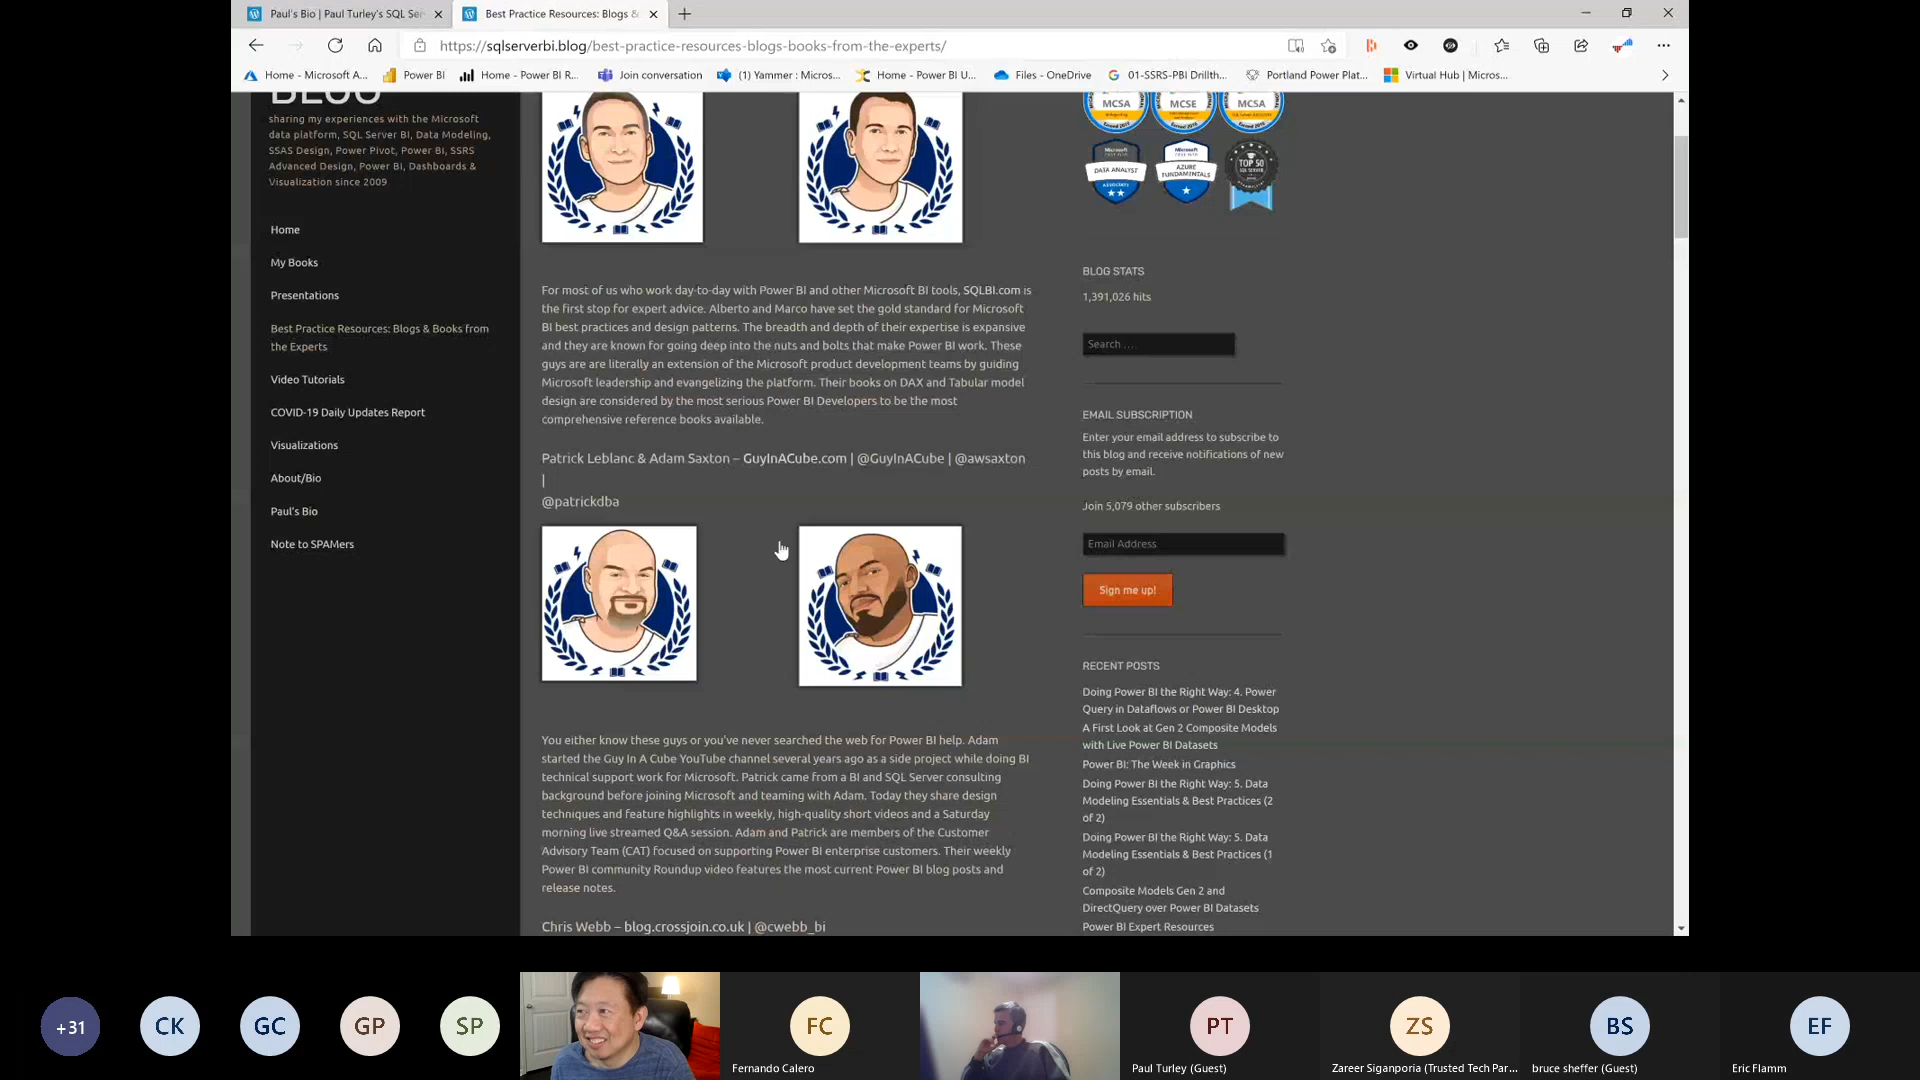 Paul's Bio | Paul Turley's SQL Ser
Best Practice Resources: Blogs &
https://sqlserverbi.blog/best-practice-resources-blogs-books-from-the-experts/
Home - Microsoft A...
Power BI
Home - Power BI R...
Join conversation
(1) Yammer : Micros...
Home - Power BI U...
Files - OneDrive
01-SSRS-PBI Drillth...
Portland Power Plat...
Virtual Hub | Micros...
BLOG
sharing my experiences with the Microsoft
data platform, SQL Server BI, Data Modeling,
SSAS Design, Power Pivot, Power BI, SSRS
Advanced Design, Power BI, Dashboards &
Visualization since 2009
Home
My Books
Presentations
Best Practice Resources: Blogs & Books from
the Experts
Video Tutorials
COVID-19 Daily Updates Report
Visualizations
About/Bio
Paul's Bio
Note to SPAMers
For most of us who work day-to-day with Power BI and other Microsoft BI tools, SQLBI.com is
the first stop for expert advice. Alberto and Marco have set the gold standard for Microsoft
BI best practices and design patterns. The breadth and depth of their expertise is expansive
and they are known for going deep into the nuts and bolts that make Power BI work. These
guys are are literally an extension of the Microsoft product development teams by guiding
Microsoft leadership and evangelizing the platform. Their books on DAX and Tabular model
design are considered by the most serious Power BI Developers to be the most
comprehensive reference books available.
Patrick Leblanc & Adam Saxton – GuyInACube.com | @GuyInACube | @awsaxton
|
@patrickdba
You either know these guys or you've never searched the web for Power BI help. Adam
started the Guy In A Cube YouTube channel several years ago as a side project while doing BI
technical support work for Microsoft. Patrick came from a BI and SQL Server consulting
background before joining Microsoft and teaming with Adam. Today they share design
techniques and feature highlights in weekly, high-quality short videos and a Saturday
morning live streamed Q&A session. Adam and Patrick are members of the Customer
Advisory Team (CAT) focused on supporting Power BI enterprise customers. Their weekly
Power BI community Roundup video features the most current Power BI blog posts and
release notes.
Chris Webb – blog.crossjoin.co.uk | @cwebb_bi
MCSA
MCSE
MCSA
Microsoft
DATA ANALYST
ASSOCIATE
Microsoft
AZURE
FUNDAMENTALS
TOP 50
BLOG STATS
1,391,026 hits
Search ...
EMAIL SUBSCRIPTION
Enter your email address to subscribe to
this blog and receive notifications of new
posts by email.
Join 5,079 other subscribers
Email Address
Sign me up!
RECENT POSTS
Doing Power BI the Right Way: 4. Power
Query in Dataflows or Power BI Desktop
A First Look at Gen 2 Composite Models
with Live Power BI Datasets
Power BI: The Week in Graphics
Doing Power BI the Right Way: 5. Data
Modeling Essentials & Best Practices (2
of 2)
Doing Power BI the Right Way: 5. Data
Modeling Essentials & Best Practices (1
of 2)
Composite Models Gen 2 and
DirectQuery over Power BI Datasets
Power BI Expert Resources
+31
CK
GC
GP
SP
FC
Fernando Calero
PT
Paul Turley (Guest)
ZS
Zareer Siganporia (Trusted Tech Par...
BS
bruce sheffer (Guest)
EF
Eric Flamm